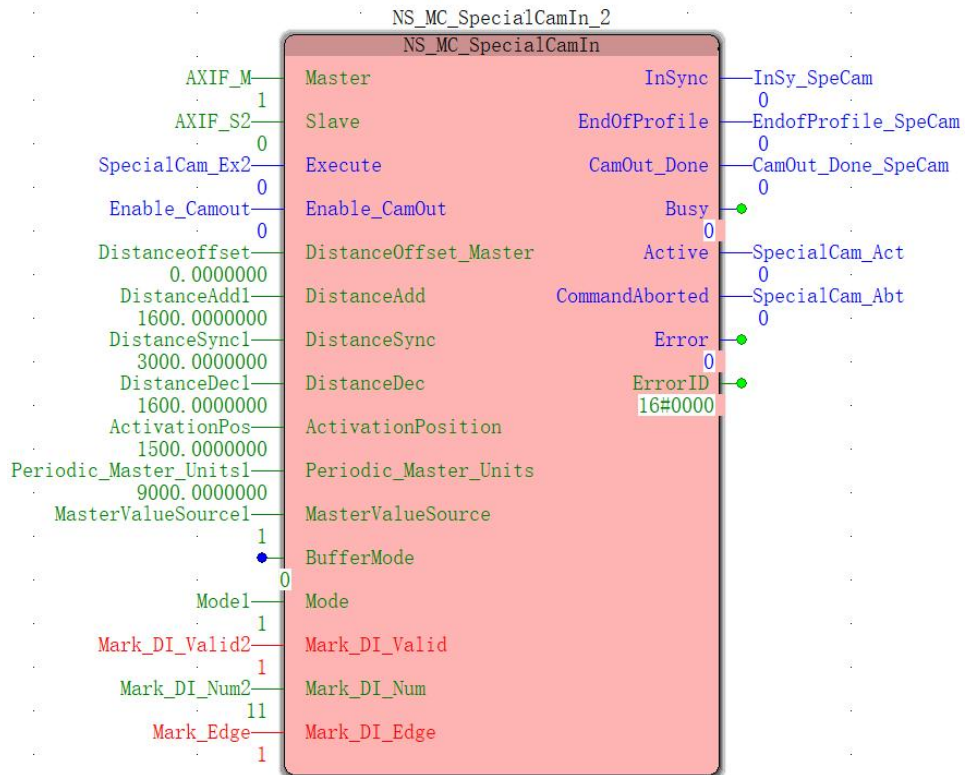 NS_MC_SpecialCamIn_2
NS_MC_SpecialCamIn
AXIF_M Master InSync InSy_SpeCam
1 0
AXIF_S2 Slave EndOfProfile EndofProfile_SpeCam
0 0
SpecialCam_Ex2 Execute CamOut_Done CamOut_Done_SpeCam
0 0
Enable_Camout Enable_CamOut Busy
0 0
Distanceoffset DistanceOffset_Master Active SpecialCam_Act
0.0000000 0
DistanceAdd1 DistanceAdd CommandAborted SpecialCam_Abt
1600.0000000 0
DistanceSync1 DistanceSync Error
3000.0000000 0
DistanceDec1 DistanceDec ErrorID
1600.0000000 16#0000
ActivationPos ActivationPosition
1500.0000000
Periodic_Master_Units1 Periodic_Master_Units
9000.0000000
MasterValueSource1 MasterValueSource
1
BufferMode
0
Mode1 Mode
1
Mark_DI_Valid2 Mark_DI_Valid
1
Mark_DI_Num2 Mark_DI_Num
11
Mark_Edge Mark_DI_Edge
1